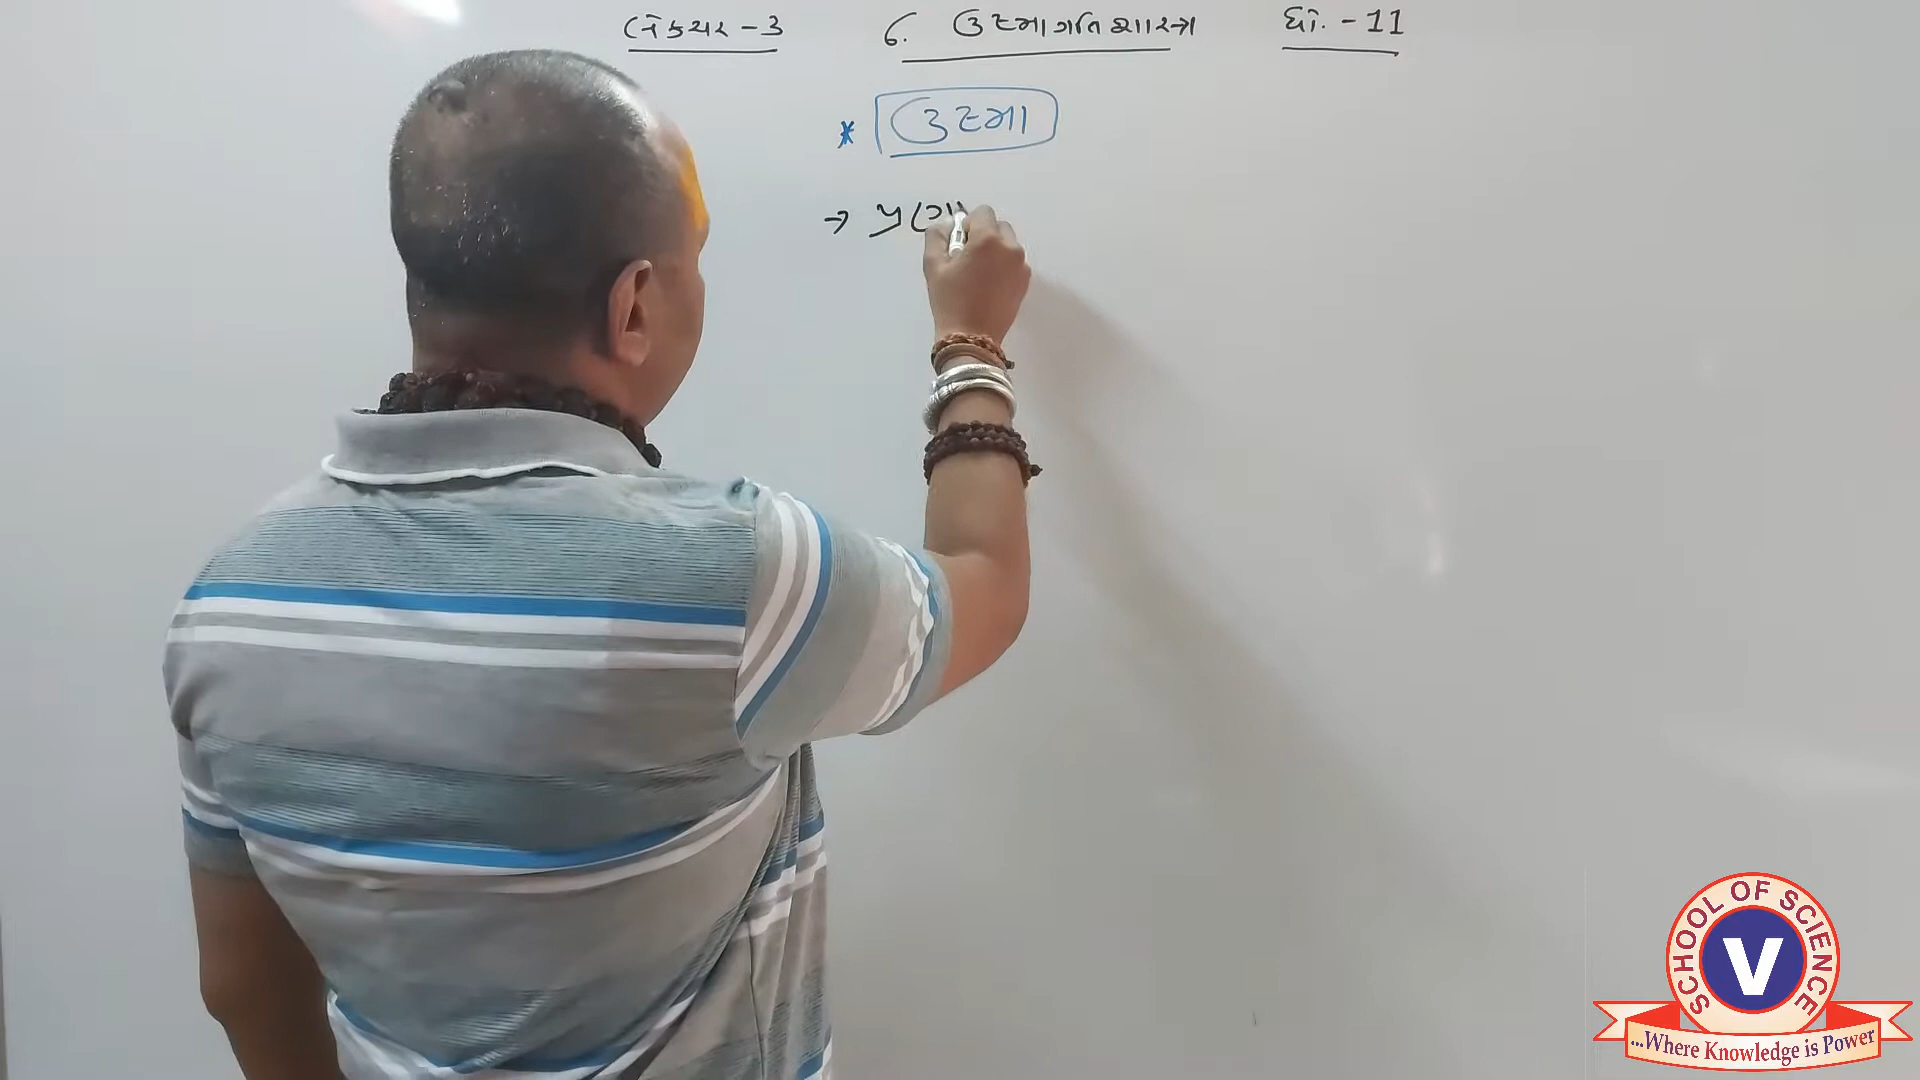 લેક્ચર - 3 6. ઉષ્માગતિશાસ્ત્ર ધો. - 11
* ઉષ્મા
→
SCHOOL OF SCIENCE
V
...Where Knowledge is Power